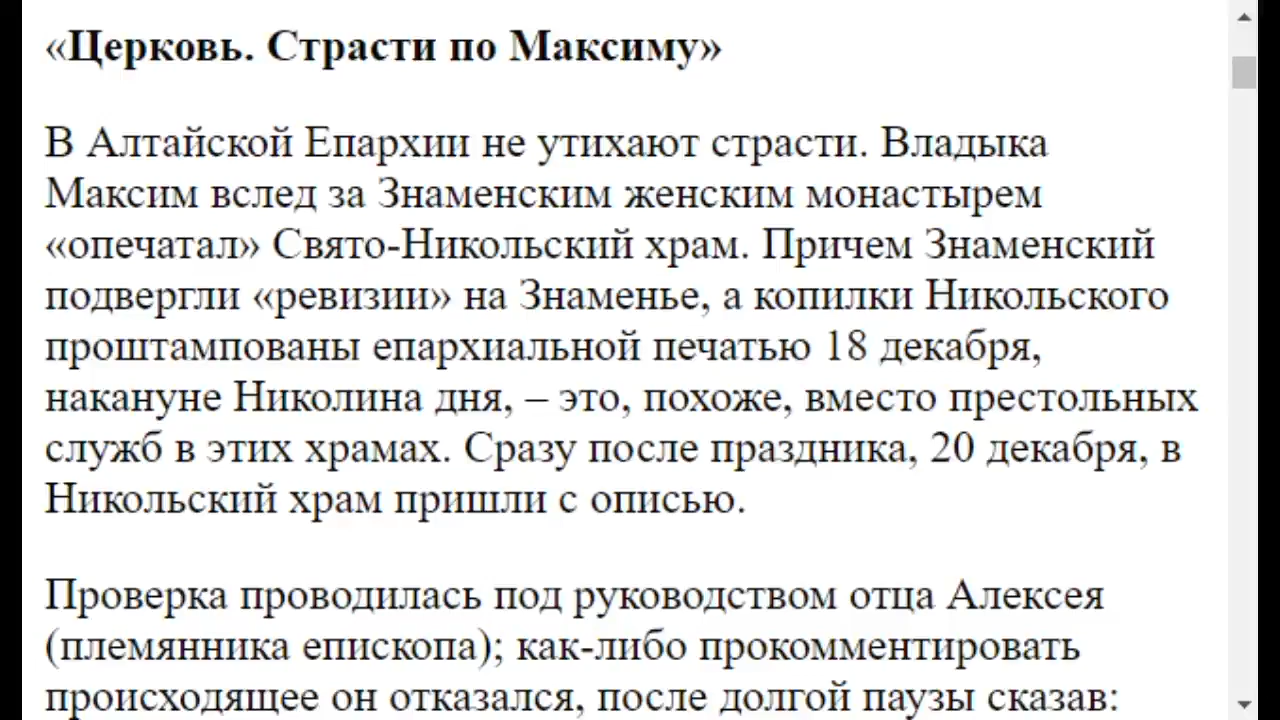 «Церковь. Страсти по Максиму»
В Алтайской Епархии не утихают страсти. Владыка
Максим вслед за Знаменским женским монастырем
«опечатал» Свято-Никольский храм. Причем Знаменский
подвергли «ревизии» на Знаменье, а копилки Никольского
проштампованы епархиальной печатью 18 декабря,
накануне Николина дня, – это, похоже, вместо престольных
служб в этих храмах. Сразу после праздника, 20 декабря, в
Никольский храм пришли с описью.
Проверка проводилась под руководством отца Алексея
(племянника епископа); как-либо прокомментировать
происходящее он отказался, после долгой паузы сказав: